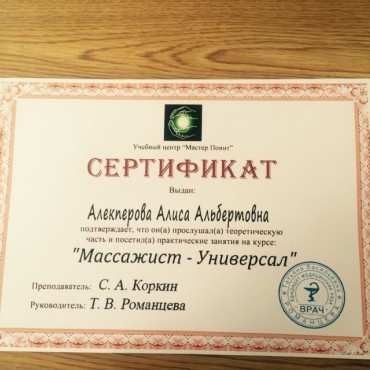 Учебный центр "Мастер Поинт"
СЕРТИФИКАТ
Выдан:
Алекперова Алиса Альбертовна
подтверждает, что он(а) прослушал(а) теоретическую
часть и посетил(а) практические занятия на курсе:
"Массажист - Универсал"
Преподаватель: С. А. Коркин
Руководитель: Т. В. Романцева
ВРАЧ